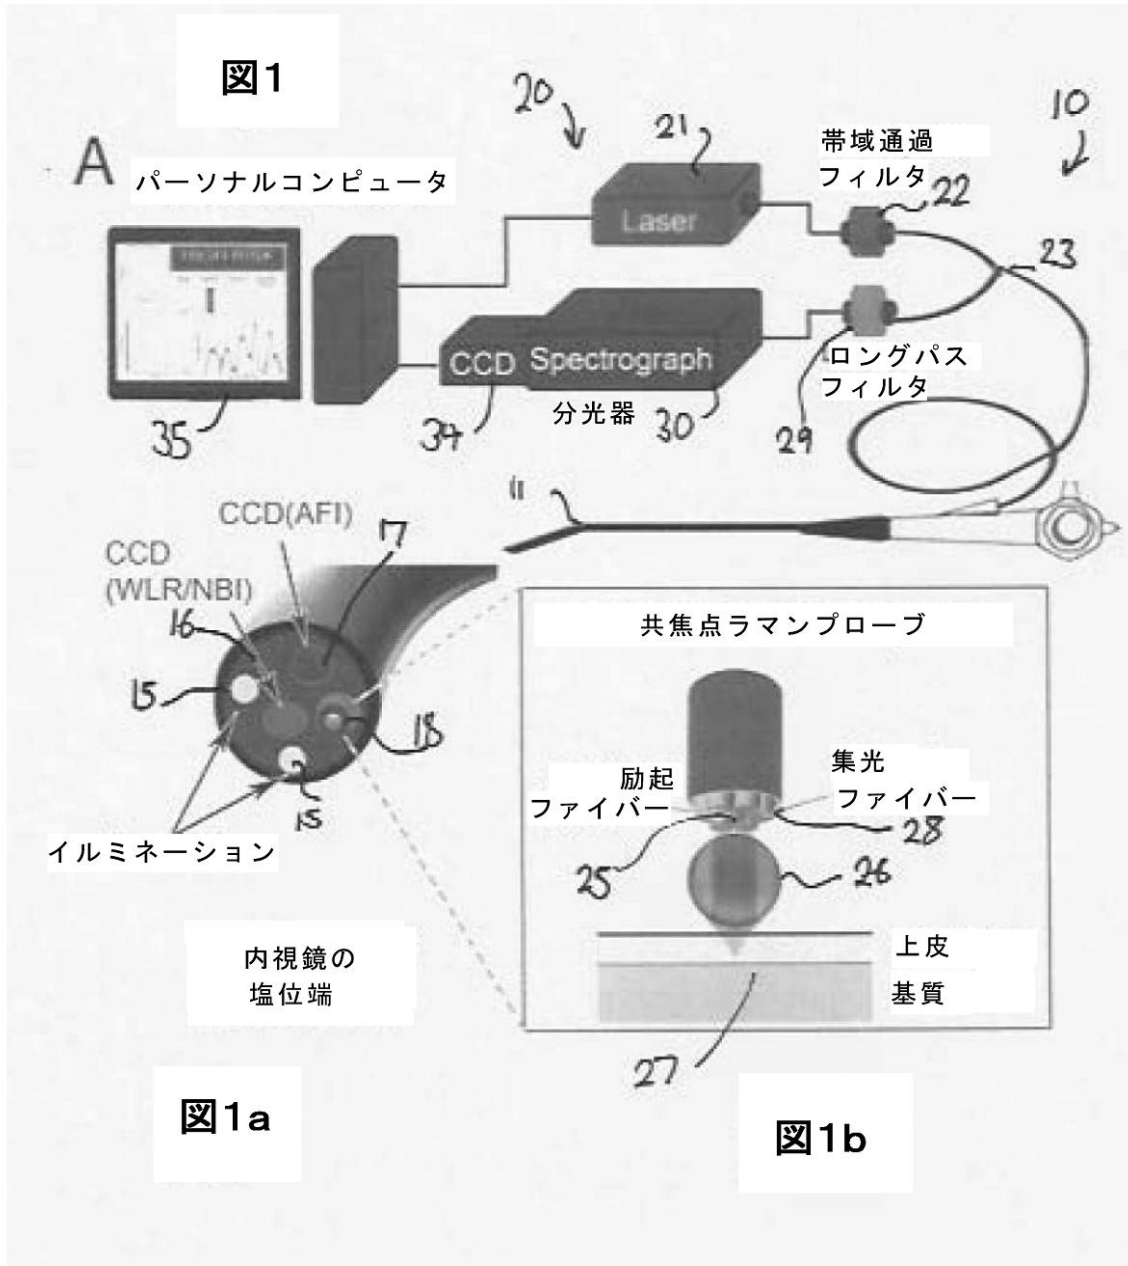 図1
20
10
A
21
帯域通過
フィルタ
パーソナルコンピュータ
22
Laser
23
CCD
Spectrograph
ロングパス
フィルタ
分光器
35
34
30
29
11
CCD(AFI)
17
CCD
(WLR/NBI)
16
共焦点ラマンプローブ
15
18
励起
ファイバー
集光
ファイバー
15
28
イルミネーション
25
26
内視鏡の
塩位端
上皮
基質
27
図1a
図1b